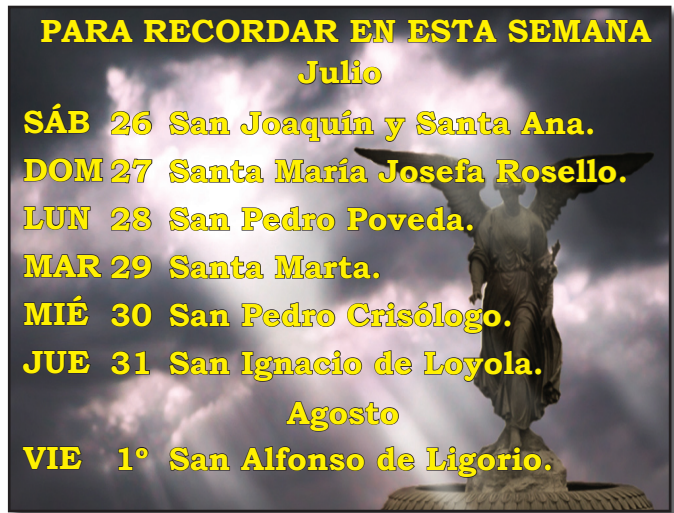 PARA RECORDAR EN ESTA SEMANA
Julio
SÁB 26 San Joaquín y Santa Ana.
DOM 27 Santa María Josefa Rosello.
LUN 28 San Pedro Poveda.
MAR 29 Santa Marta.
MIÉ 30 San Pedro Crisólogo.
JUE 31 San Ignacio de Loyola.
Agosto
VIE 1º San Alfonso de Ligorio.